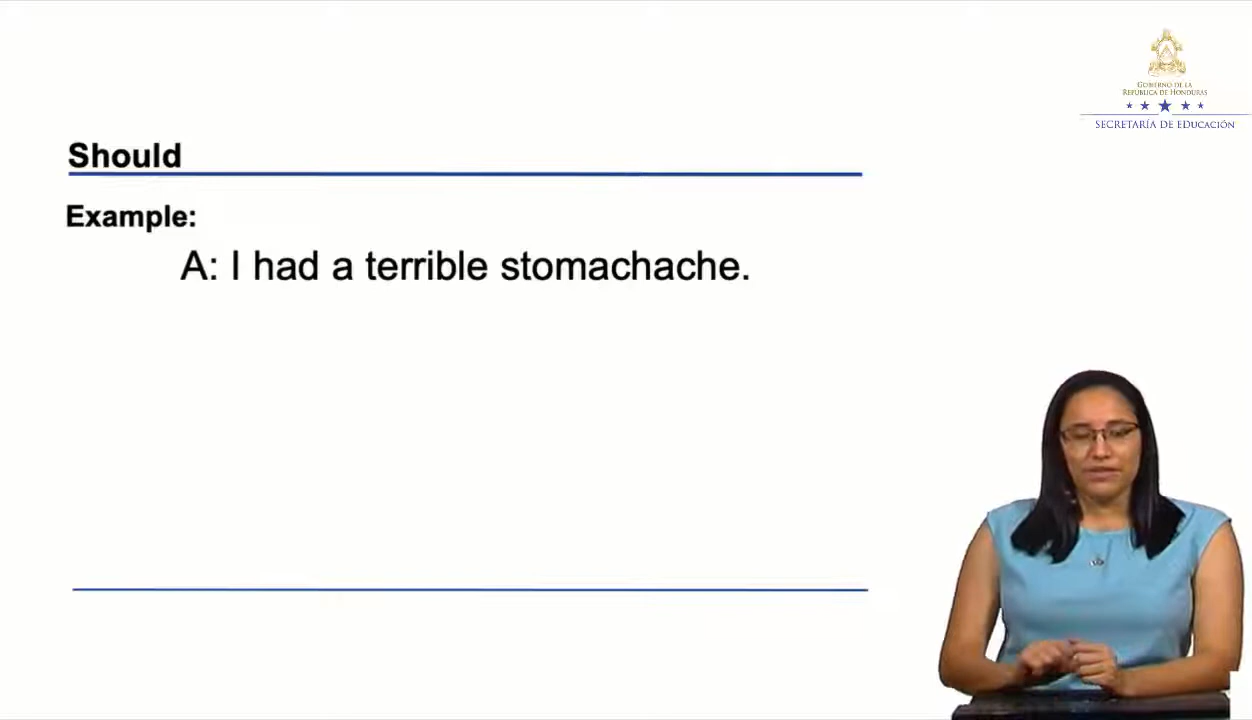 GOBIERNO DE LA
REPÚBLICA DE HONDURAS
SECRETARÍA DE EDUCACIÓN
Should
Example:
A: I had a terrible stomachache.